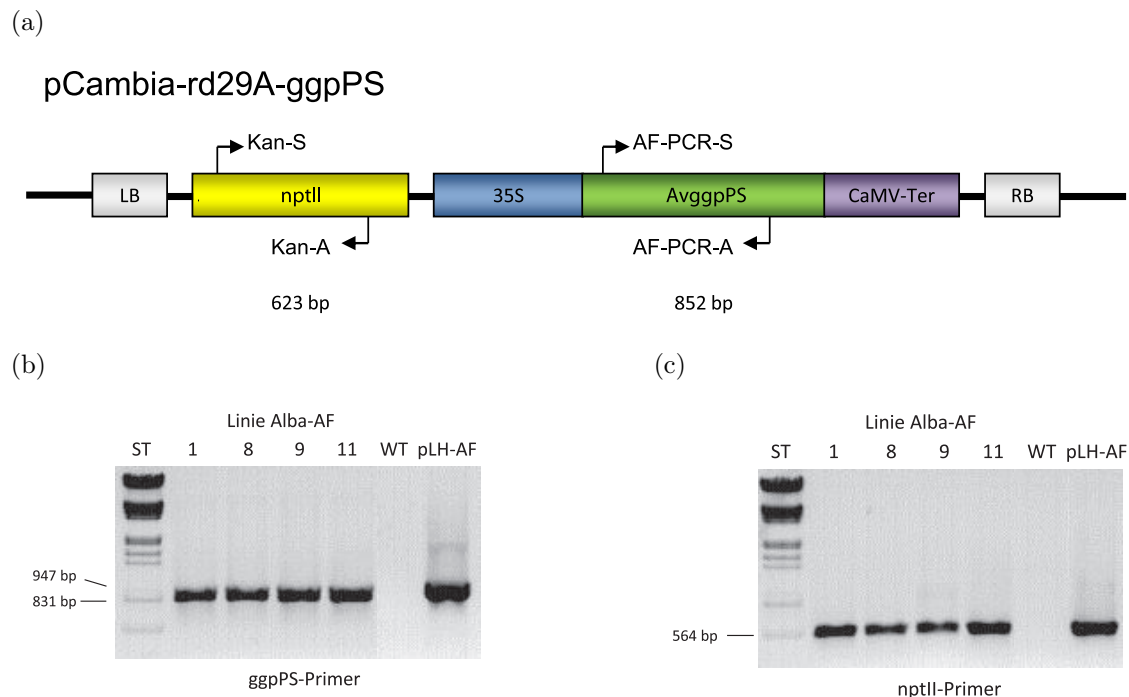 (a)
pCambia-rd29A-ggpPS
Kan-S
AF-PCR-S
LB
nptII
35S
AvggpPS
CaMV-Ter
RB
Kan-A
AF-PCR-A
623 bp
852 bp
(b)
Linie Alba-AF
ST 1 8 9 11 WT pLH-AF
947 bp
831 bp
ggpPS-Primer
(c)
Linie Alba-AF
ST 1 8 9 11 WT pLH-AF
564 bp
nptII-Primer